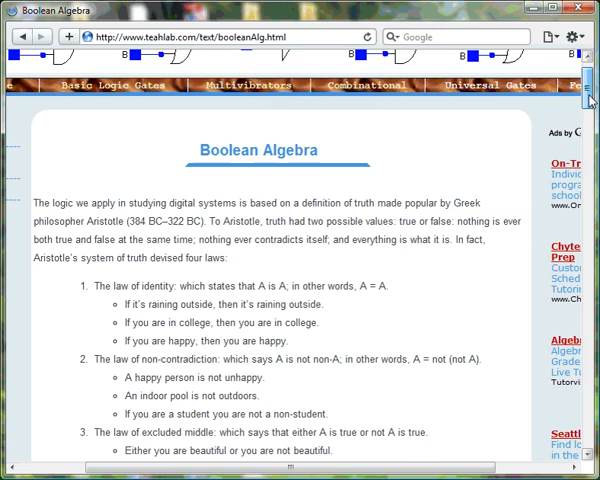 Boolean Algebra
http://www.teahlab.com/text/booleanAlg.html
Google
B
B
B
e
Basic Logic Gates
Multivibrators
Combinational
Universal Gates
Fe
Boolean Algebra
Ads by G
The logic we apply in studying digital systems is based on a definition of truth made popular by Greek
philosopher Aristotle (384 BC–322 BC). To Aristotle, truth had two possible values: true or false: nothing is ever
both true and false at the same time; nothing ever contradicts itself; and everything is what it is. In fact,
Aristotle's system of truth devised four laws:
1. The law of identity: which states that A is A; in other words, A = A.
If it's raining outside, then it's raining outside.
If you are in college, then you are in college.
If you are happy, then you are happy.
2. The law of non-contradiction: which says A is not non-A; in other words, A = not (not A).
A happy person is not unhappy.
An indoor pool is not outdoors.
If you are a student you are not a non-student.
3. The law of excluded middle: which says that either A is true or not A is true.
Either you are beautiful or you are not beautiful.
On-Tr
Individ
progra
school
www.On
Chyte
Prep
Custo
Sched
Tutorin
www.Ch
Algeb
Algebr
Grade
Live Tu
Tutorvi
Seattl
Find lo
in the